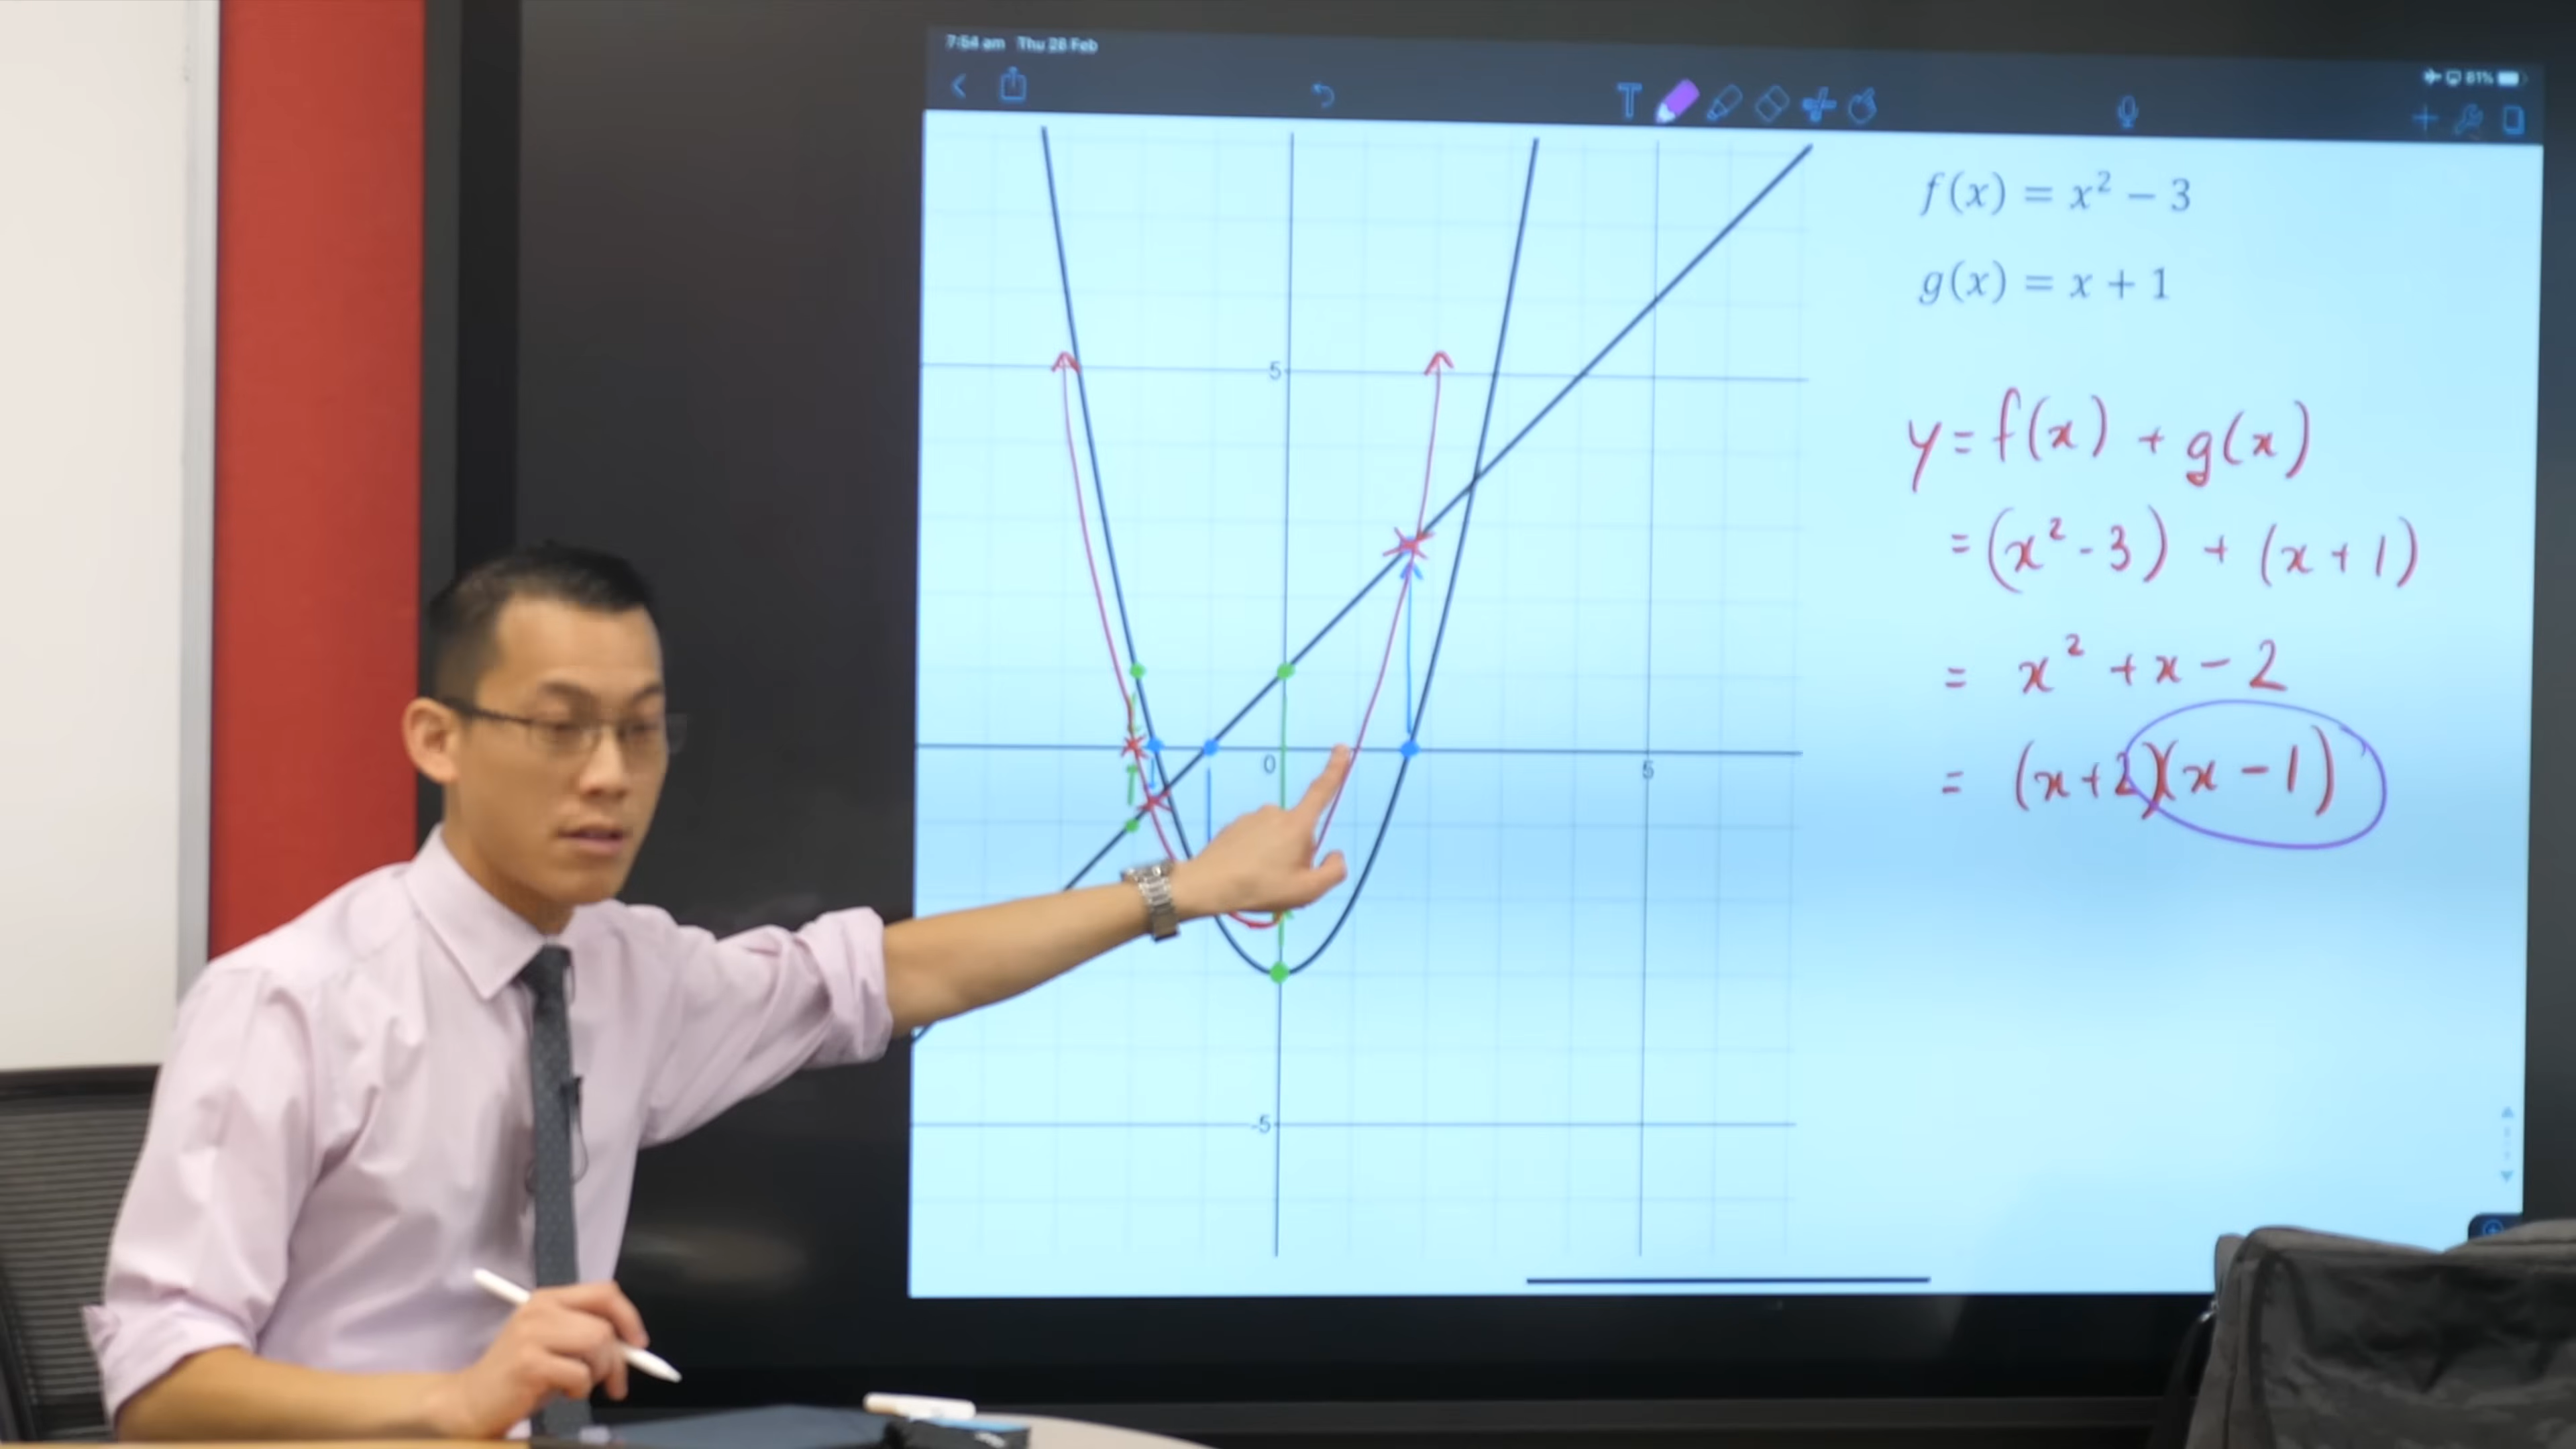 7:54 am Thu 28 Feb
81%
T
f(x) = x² − 3
g(x) = x + 1
5
y = f(x) + g(x)
= (x² - 3) + (x + 1)
= x² + x − 2
0
5
= (x+2)(x − 1)
-5